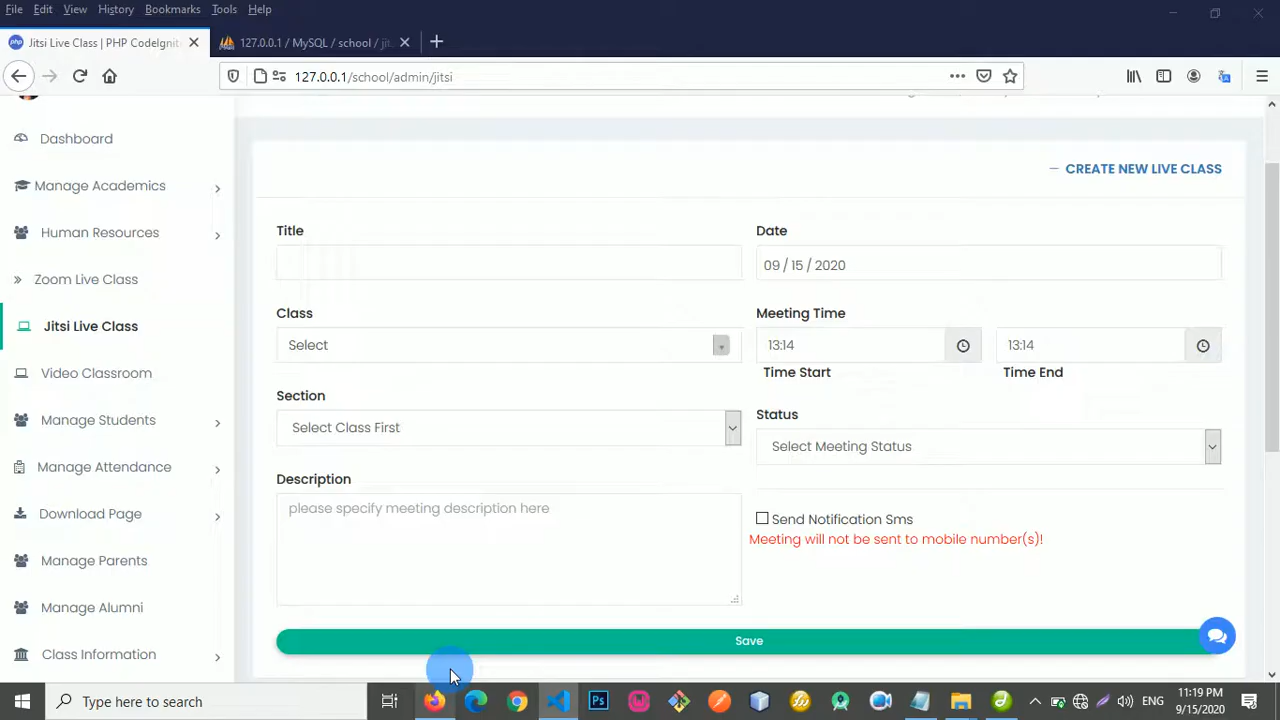 File Edit View History Bookmarks Tools Help
Jitsi Live Class | PHP CodeIgnit
127.0.0.1 / MySQL / school / jit
127.0.0.1/school/admin/jitsi
Dashboard
Manage Academics
Human Resources
Zoom Live Class
Jitsi Live Class
Video Classroom
Manage Students
Manage Attendance
Download Page
Manage Parents
Manage Alumni
Class Information
CREATE NEW LIVE CLASS
Title
Date
09 / 15 / 2020
Class
Select
Meeting Time
13:14
13:14
Time Start
Time End
Section
Select Class First
Status
Select Meeting Status
Description
please specify meeting description here
Send Notification Sms
Meeting will not be sent to mobile number(s)!
Save
Type here to search
Ps
ENG
11:19 PM
9/15/2020